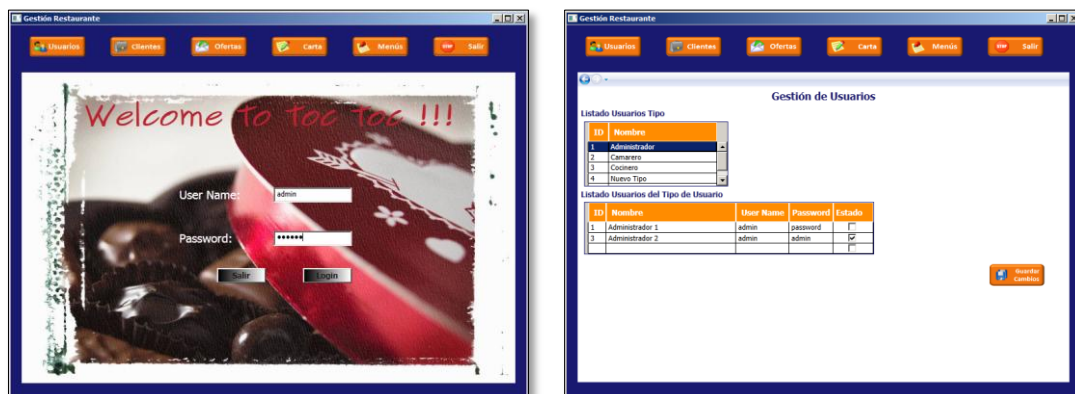 Gestión Restaurante
Usuarios Clientes Ofertas Carta Menús Salir
Welcome to toc Toc !!!
User Name: admin
Password: ••••••
Salir Login
Gestión Restaurante
Usuarios Clientes Ofertas Carta Menús Salir
Gestión de Usuarios
Listado Usuarios Tipo
ID Nombre
1 Administrador
2 Camarero
3 Cocinero
4 Nuevo Tipo
Listado Usuarios del Tipo de Usuario
ID Nombre User Name Password Estado
1 Administrador 1 admin password
3 Administrador 2 admin admin
Guardar
Cambios